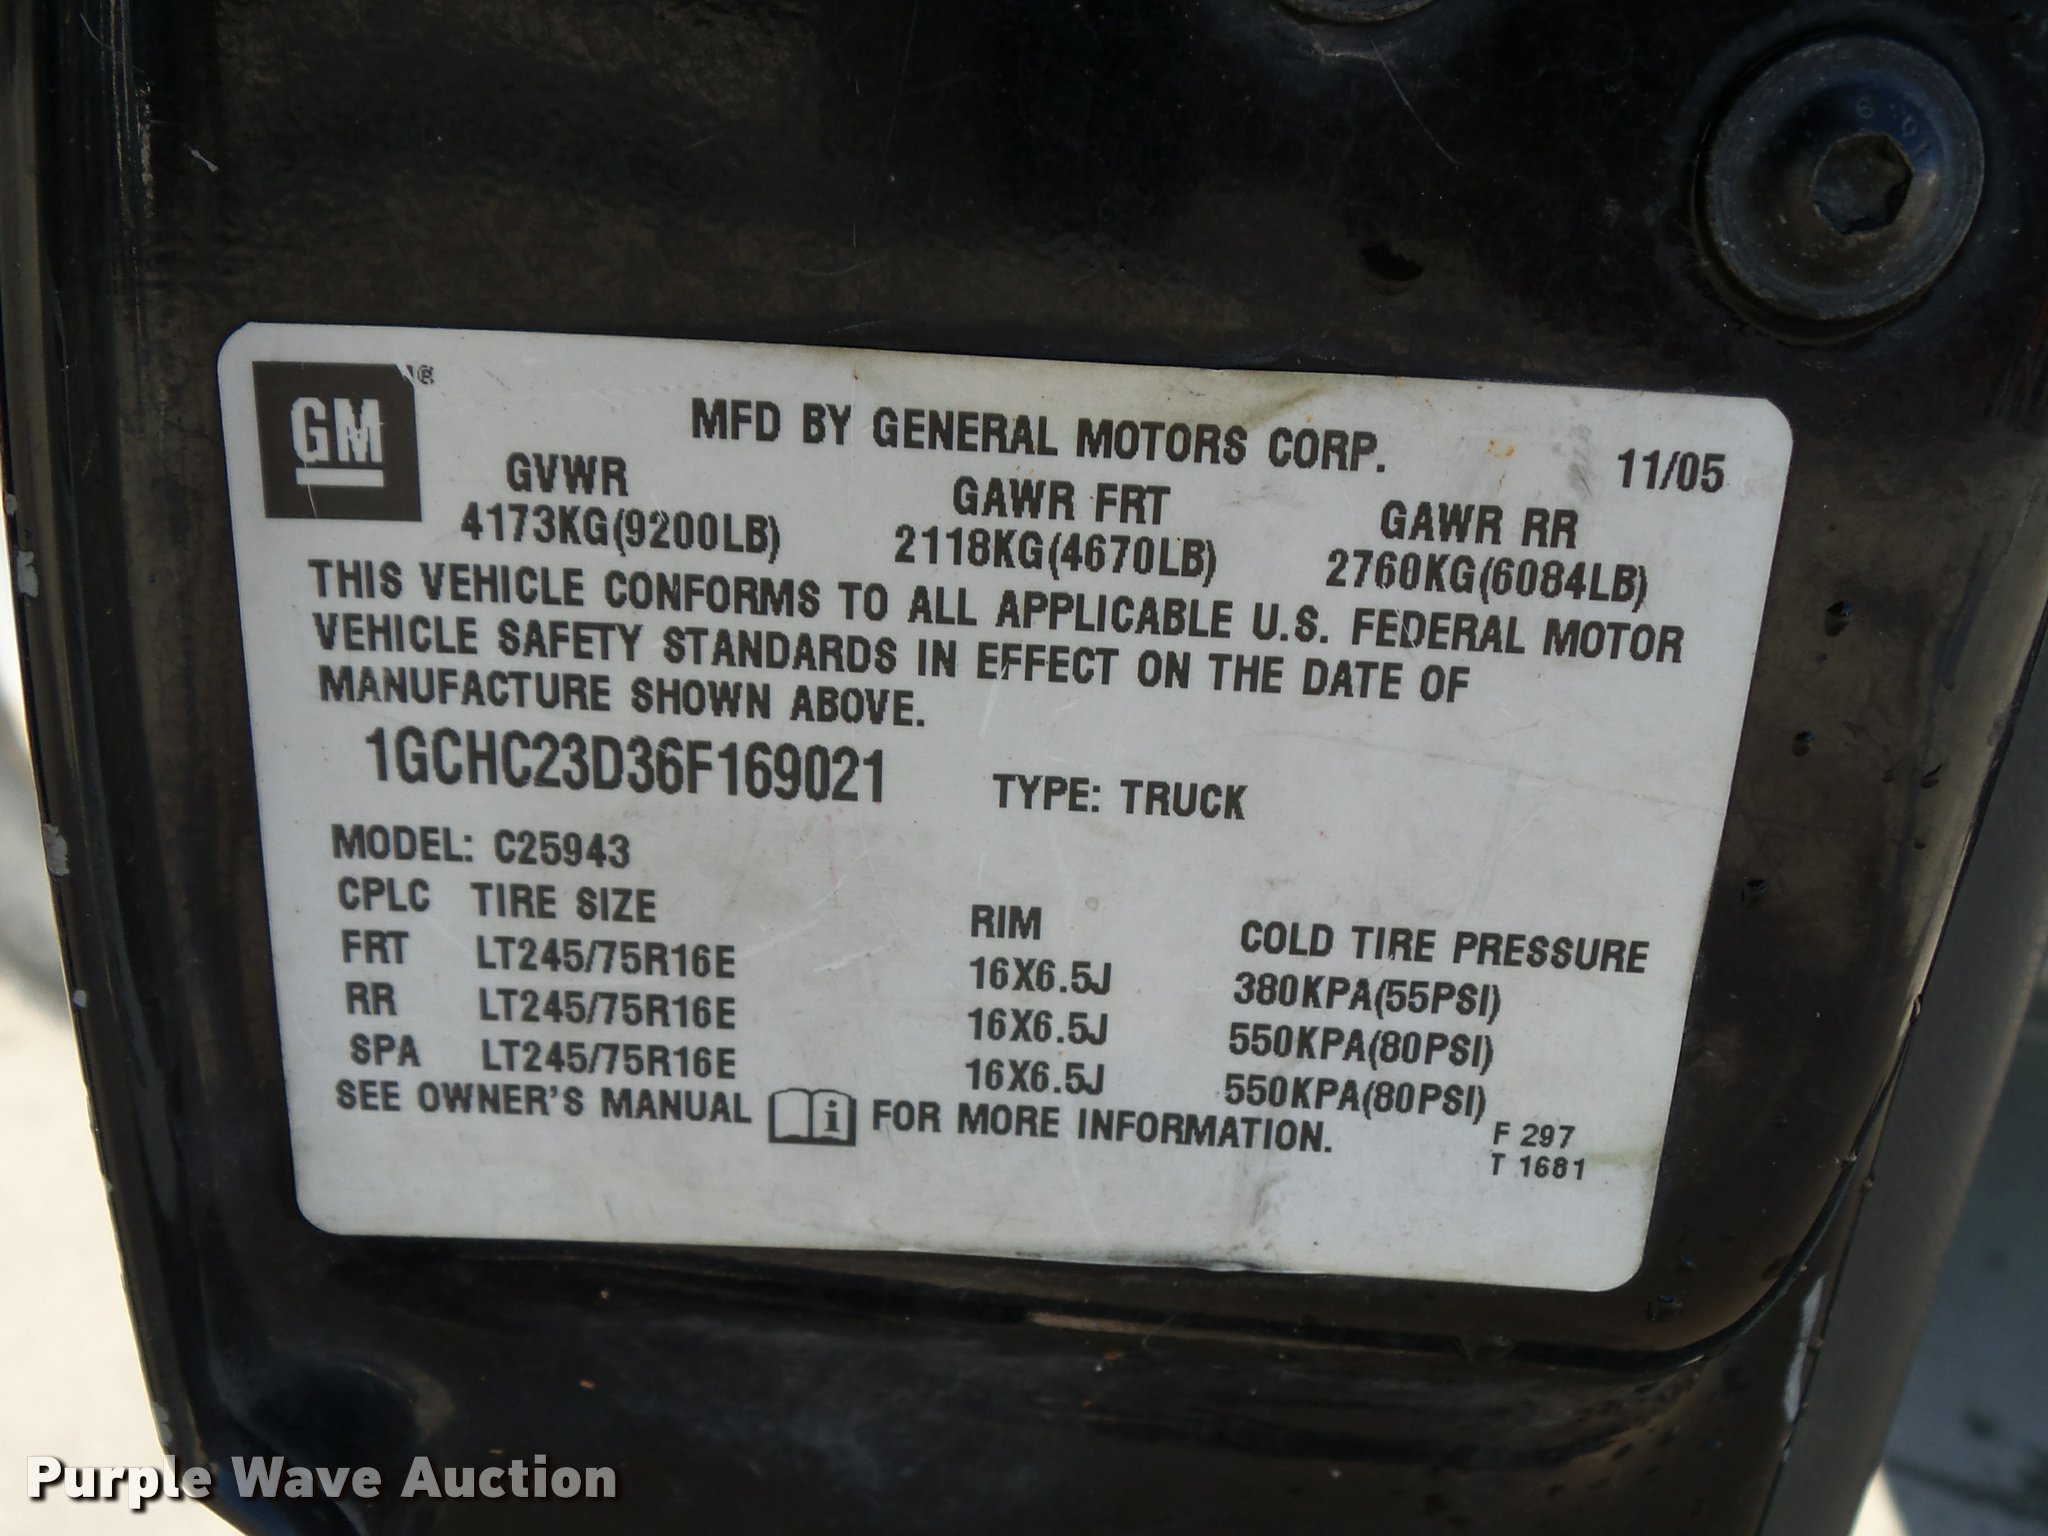 GM®
MFD BY GENERAL MOTORS CORP.
11/05
GVWR GAWR FRT GAWR RR
4173KG(9200LB) 2118KG(4670LB) 2760KG(6084LB)
THIS VEHICLE CONFORMS TO ALL APPLICABLE U.S. FEDERAL MOTOR
VEHICLE SAFETY STANDARDS IN EFFECT ON THE DATE OF
MANUFACTURE SHOWN ABOVE.
1GCHC23D36F169021 TYPE: TRUCK
MODEL: C25943
CPLC TIRE SIZE RIM COLD TIRE PRESSURE
FRT LT245/75R16E 16X6.5J 380KPA(55PSI)
RR LT245/75R16E 16X6.5J 550KPA(80PSI)
SPA LT245/75R16E 16X6.5J 550KPA(80PSI)
SEE OWNER'S MANUAL i FOR MORE INFORMATION.
F 297
T 1681
Purple Wave Auction